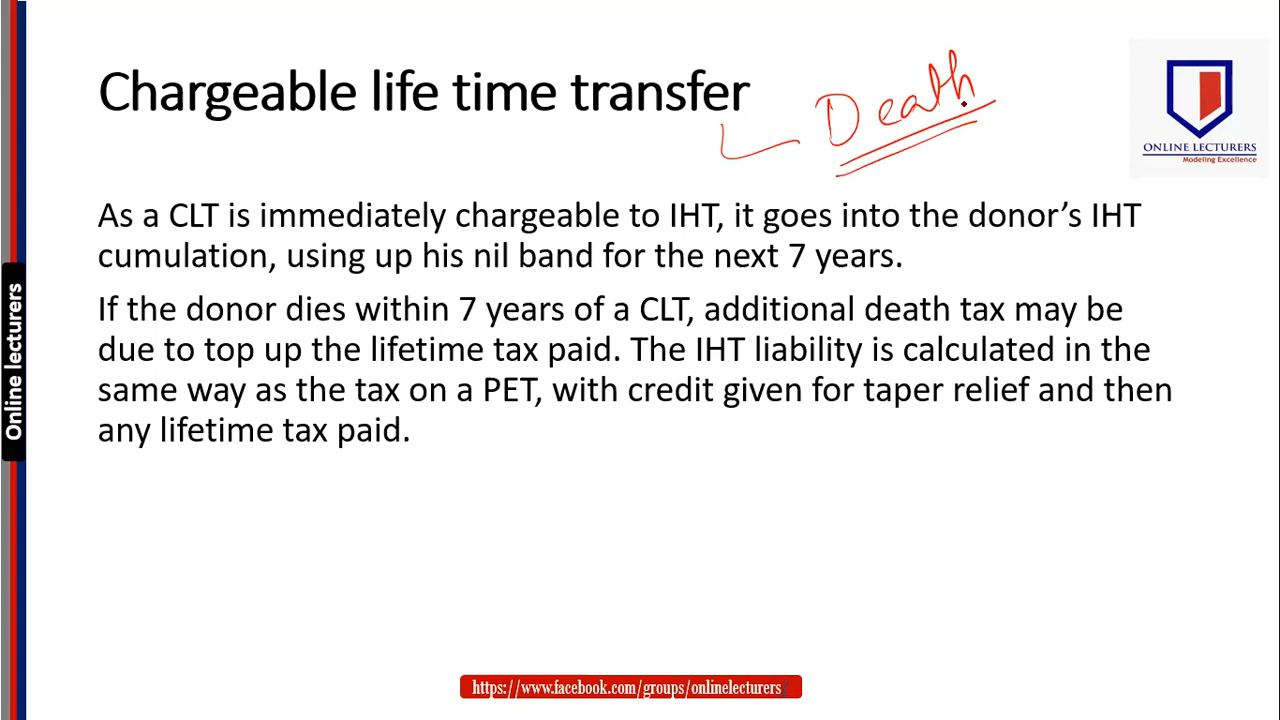 Chargeable life time transfer
Death
ONLINE LECTURERS
Modeling Excellence
As a CLT is immediately chargeable to IHT, it goes into the donor’s IHT
cumulation, using up his nil band for the next 7 years.
If the donor dies within 7 years of a CLT, additional death tax may be
due to top up the lifetime tax paid. The IHT liability is calculated in the
same way as the tax on a PET, with credit given for taper relief and then
any lifetime tax paid.
Online lecturers
https://www.facebook.com/groups/onlinelecturers/